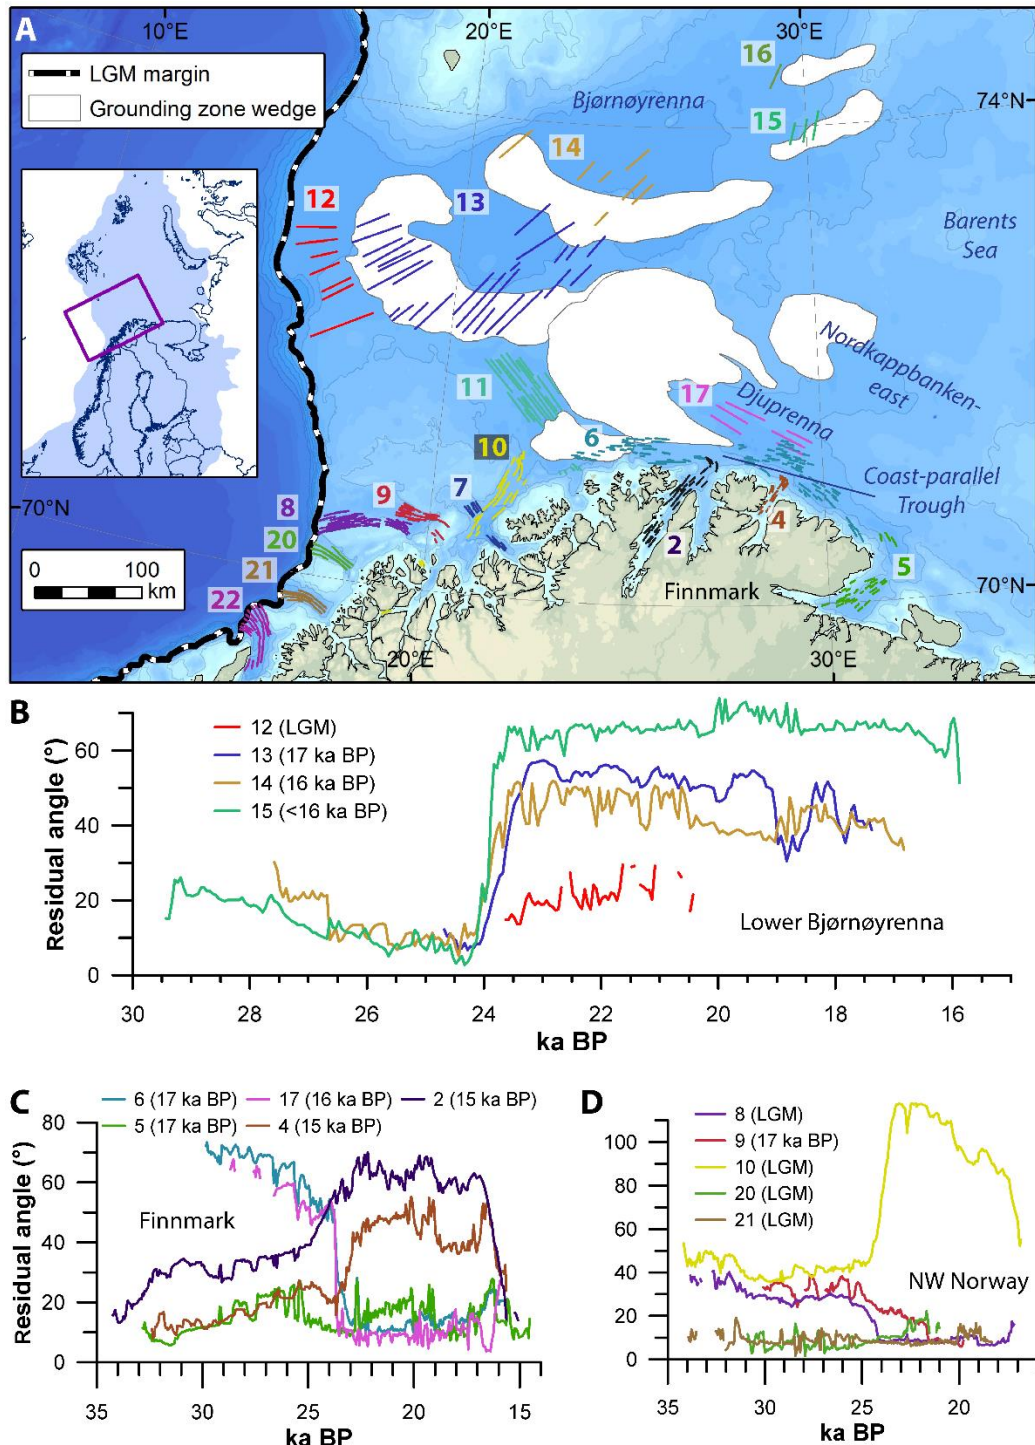 A
10°E
20°E
30°E
LGM margin
Grounding zone wedge
16
74°N
Bjørnøyrenna
15
14
12
13
Barents
Sea
Nordkappbanken-
east
11
17
Djuprenna
10
6
Coast-parallel
Trough
70°N
9
7
8
20
4
21
2
5
0 100
km
22
Finnmark
70°N
20°E
30°E
B
12 (LGM)
13 (17 ka BP)
14 (16 ka BP)
15 (<16 ka BP)
Residual angle (°)
60
40
20
0
Lower Bjørnøyrenna
30 28 26 24 22 20 18 16
ka BP
C
6 (17 ka BP) 17 (16 ka BP) 2 (15 ka BP)
5 (17 ka BP) 4 (15 ka BP)
Residual angle (°)
80
60
40
20
0
Finnmark
35 30 25 20 15
ka BP
D
8 (LGM)
9 (17 ka BP)
10 (LGM)
20 (LGM)
21 (LGM)
100
80
60
40
20
0
NW Norway
35 30 25 20
ka BP